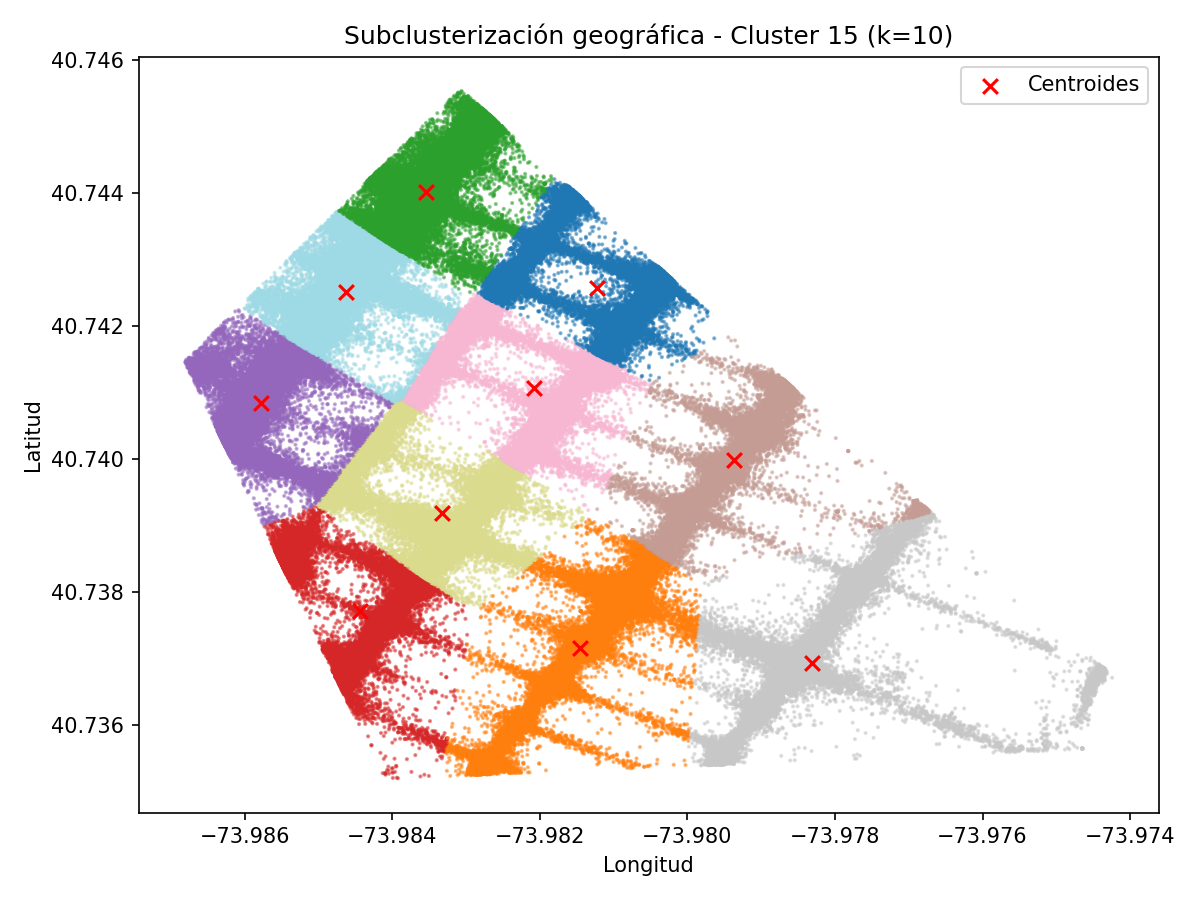 Subclusterización geográfica - Cluster 15 (k=10)
Centroides
40.746
40.744
40.742
40.740
40.738
40.736
Latitud
−73.986 −73.984 −73.982 −73.980 −73.978 −73.976 −73.974
Longitud